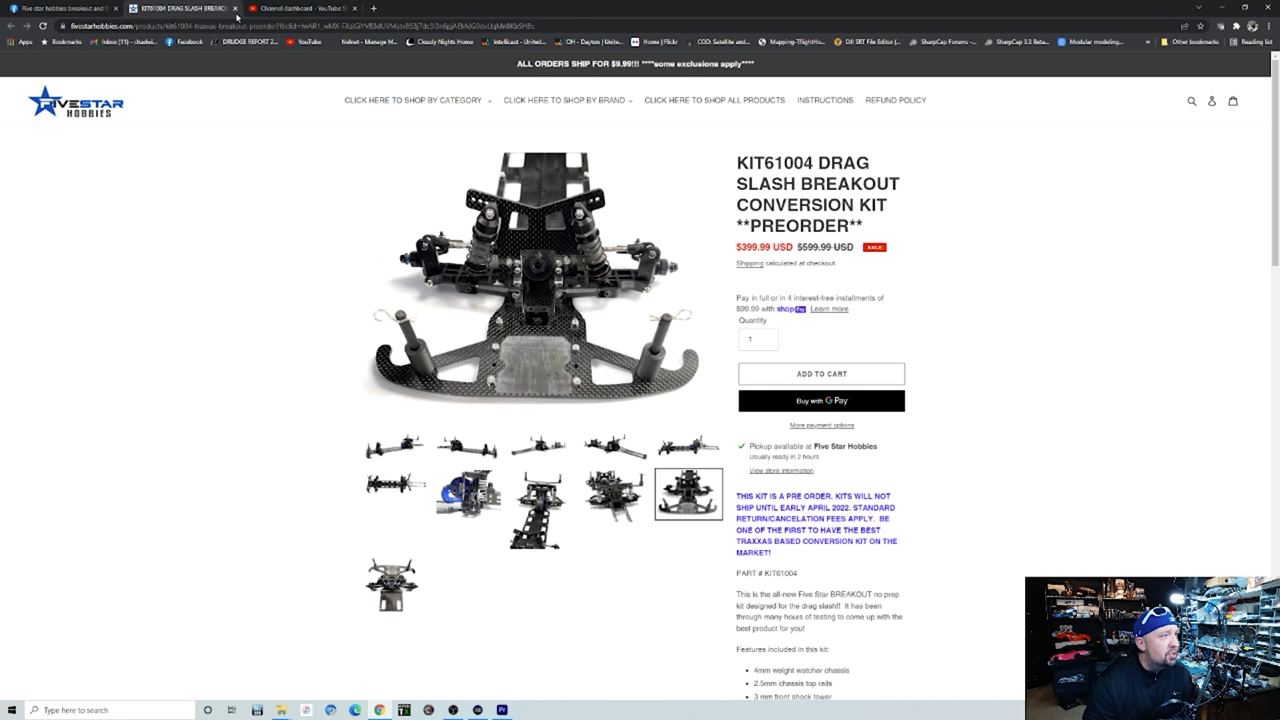 Five star hobbies breakout and S
KIT61004 DRAG SLASH BREAKOU
Channel dashboard - YouTube S
fivestarhobbies.com/products/kit61004-traxxas-breakout-preorder
Apps
Bookmarks
Inbox (11) - chadwi...
Facebook
DRUDGE REPORT 2...
YouTube
Nelnet - Manage M...
Cloudy Nights Home
Intellicast - United...
OH - Dayton | Unite...
Home | Flickr
COD: Satellite and...
Mapping-TFlightHo...
DJI SRT File Editor (...
SharpCap Forums -...
SharpCap 3.3 Beta...
Modular modeling...
»
Other bookmarks
Reading list
ALL ORDERS SHIP FOR $9.99!!! ****some exclusions apply****
FIVESTAR
HOBBIES
CLICK HERE TO SHOP BY CATEGORY
CLICK HERE TO SHOP BY BRAND
CLICK HERE TO SHOP ALL PRODUCTS
INSTRUCTIONS
REFUND POLICY
KIT61004 DRAG
SLASH BREAKOUT
CONVERSION KIT
**PREORDER**
$399.99 USD $599.99 USD SALE
Shipping calculated at checkout.
Pay in full or in 4 interest-free installments of
$99.99 with shop Pay Learn more
Quantity
1
ADD TO CART
Buy with G Pay
More payment options
Pickup available at Five Star Hobbies
Usually ready in 2 hours
View store information
THIS KIT IS A PRE ORDER. KITS WILL NOT
SHIP UNTIL EARLY APRIL 2022. STANDARD
RETURN/CANCELATION FEES APPLY. BE
ONE OF THE FIRST TO HAVE THE BEST
TRAXXAS BASED CONVERSION KIT ON THE
MARKET!
PART # KIT61004
This is the all-new Five Star BREAKOUT no prep
kit designed for the drag slash!! It has been
through many hours of testing to come up with the
best product for you!
Features included in this kit:
• 4mm weight watcher chassis
• 2.5mm chassis top rails
• 3 mm front shock tower
Type here to search